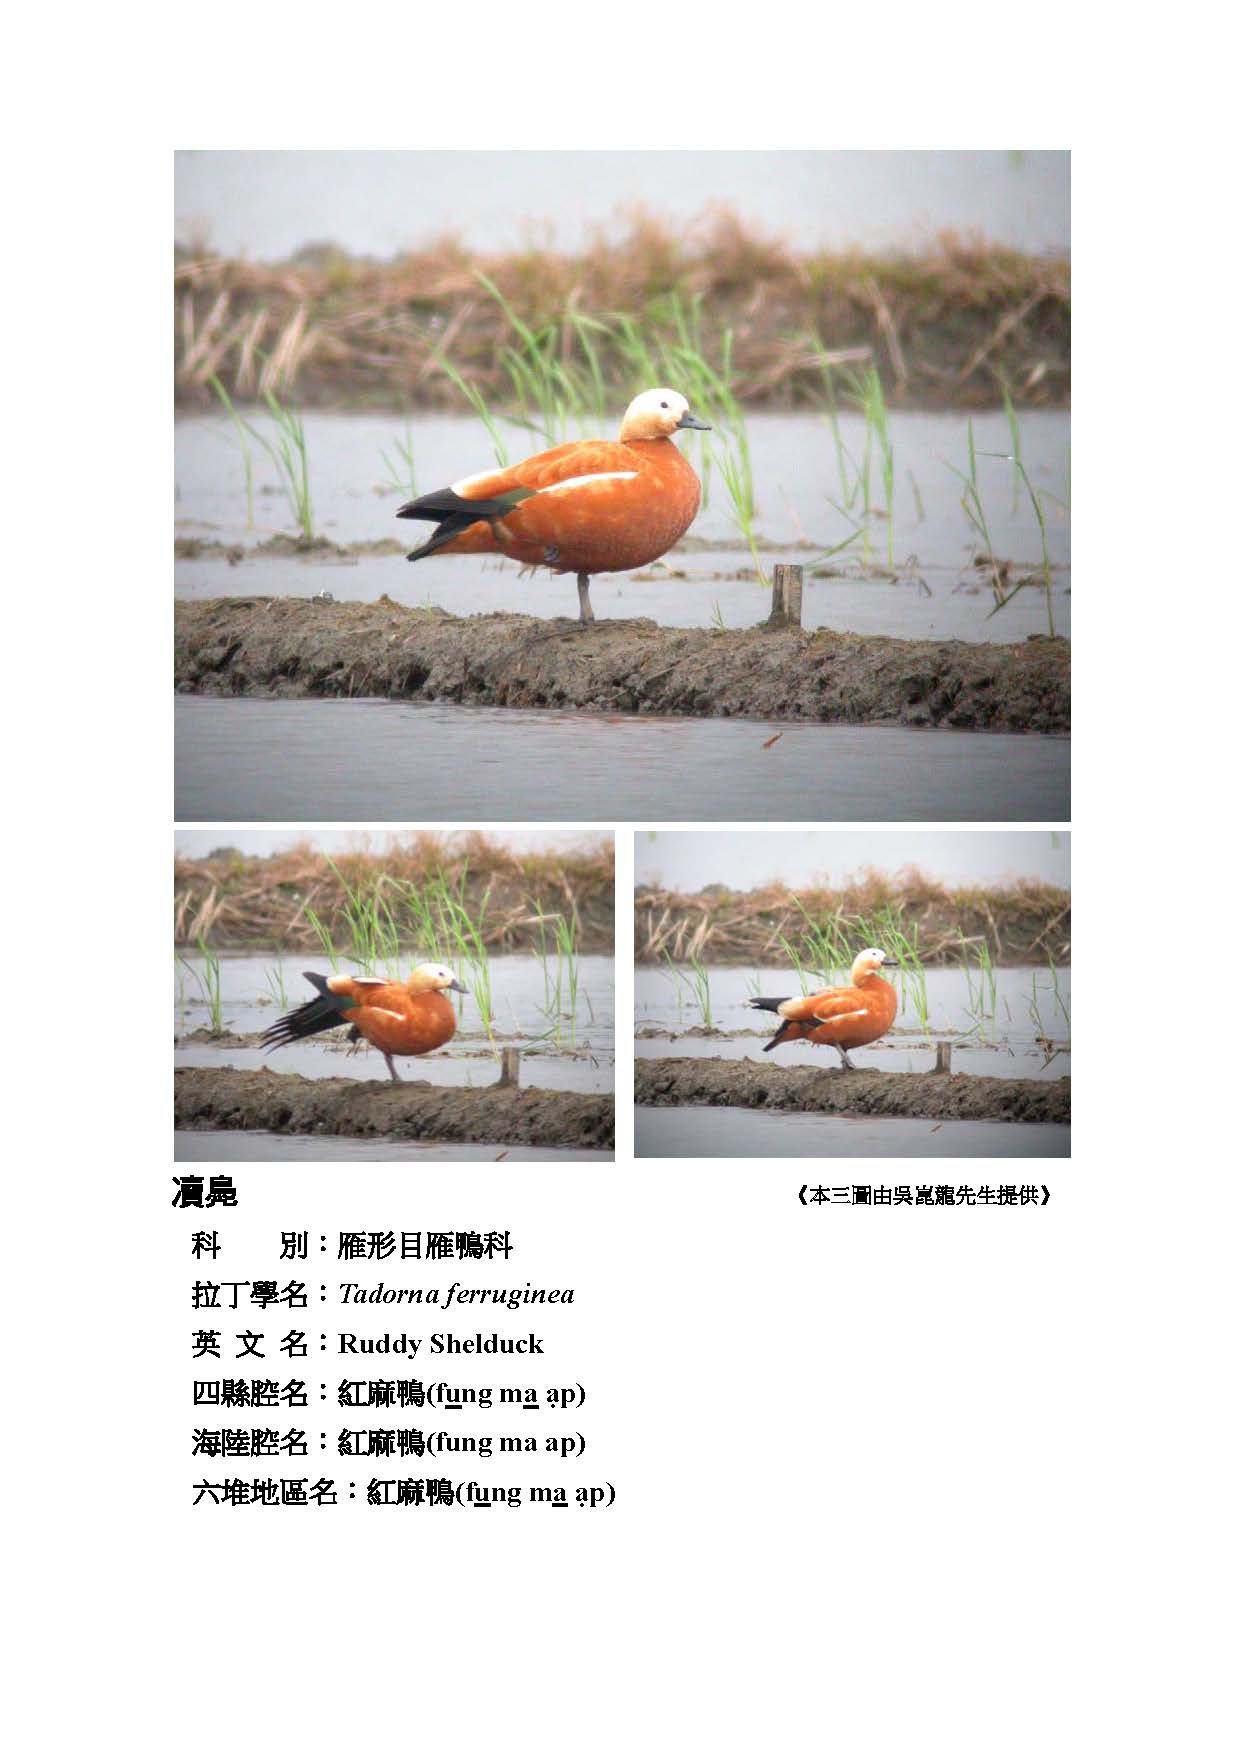 瀆鳧
《本三圖由吳崑龍先生提供》
科　　別：雁形目雁鴨科
拉丁學名：Tadorna ferruginea
英 文 名：Ruddy Shelduck
四縣腔名：紅麻鴨(fung ma ạp)
海陸腔名：紅麻鴨(fung ma ap)
六堆地區名：紅麻鴨(fung ma ạp)